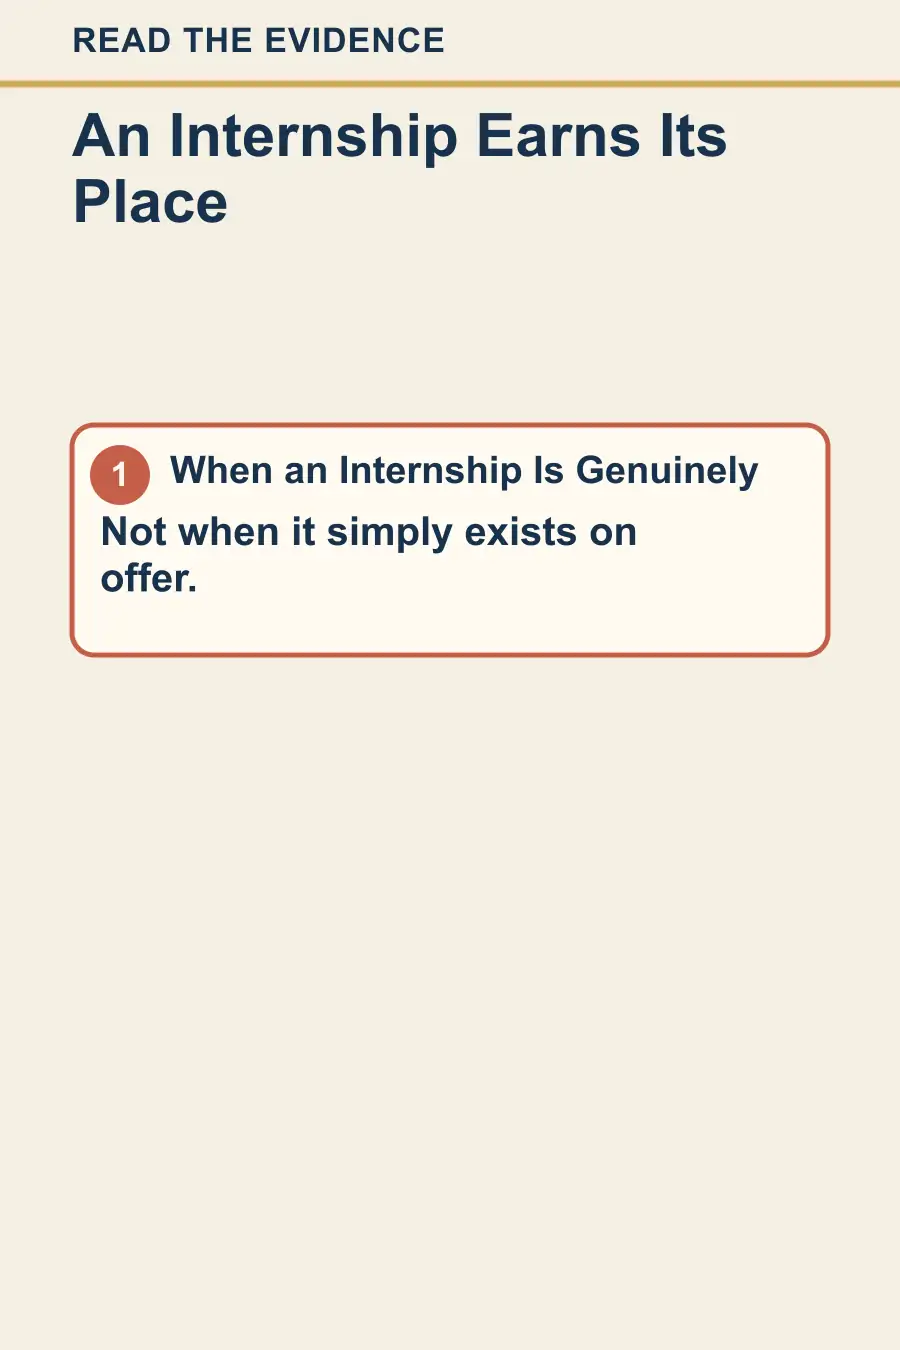 READ THE EVIDENCE
An Internship Earns Its
Place
1 When an Internship Is Genuinely
Not when it simply exists on
offer.